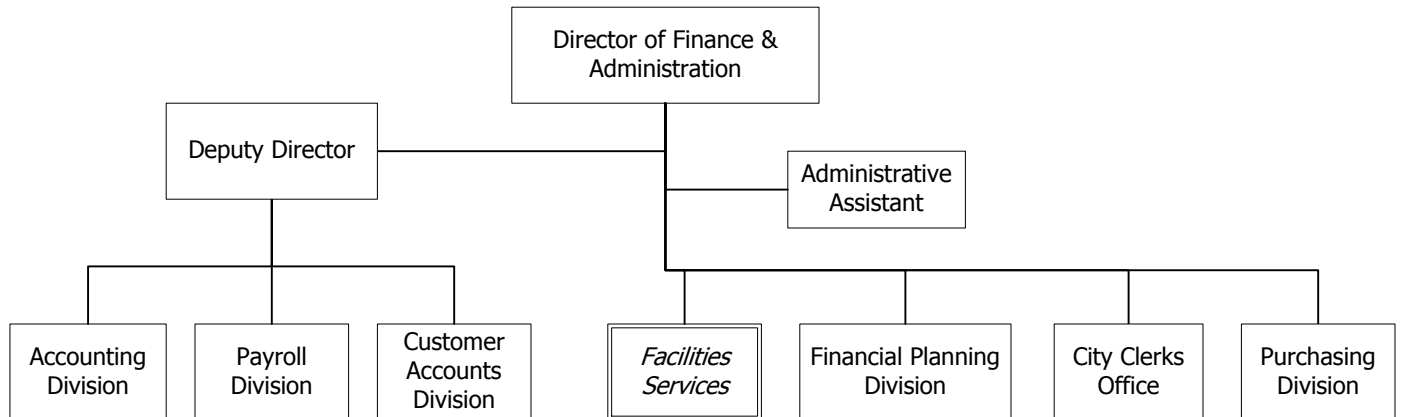 Director of Finance &
Administration
Deputy Director
Administrative
Assistant
Accounting
Division
Payroll
Division
Customer
Accounts
Division
Facilities
Services
Financial Planning
Division
City Clerks
Office
Purchasing
Division